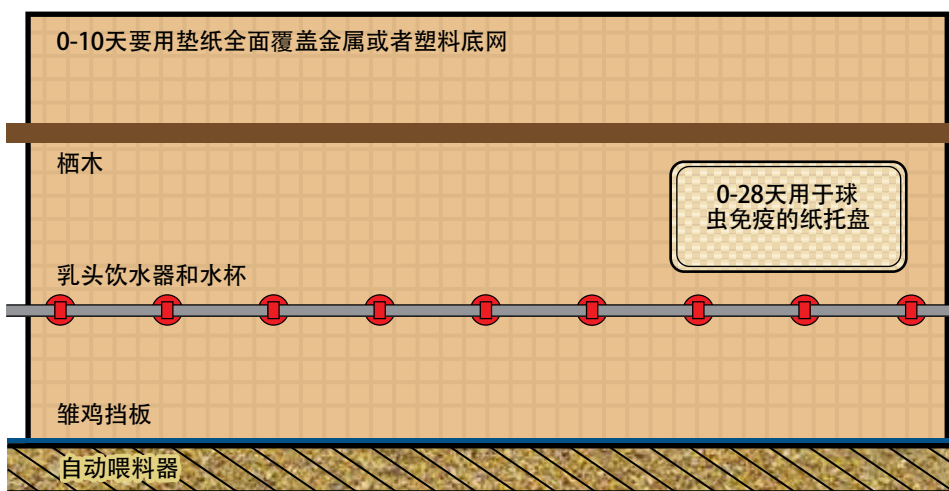 0-10天要用垫纸全面覆盖金属或者塑料底网
栖木
0-28天用于球
虫免疫的纸托盘
乳头饮水器和水杯
雏鸡挡板
自动喂料器